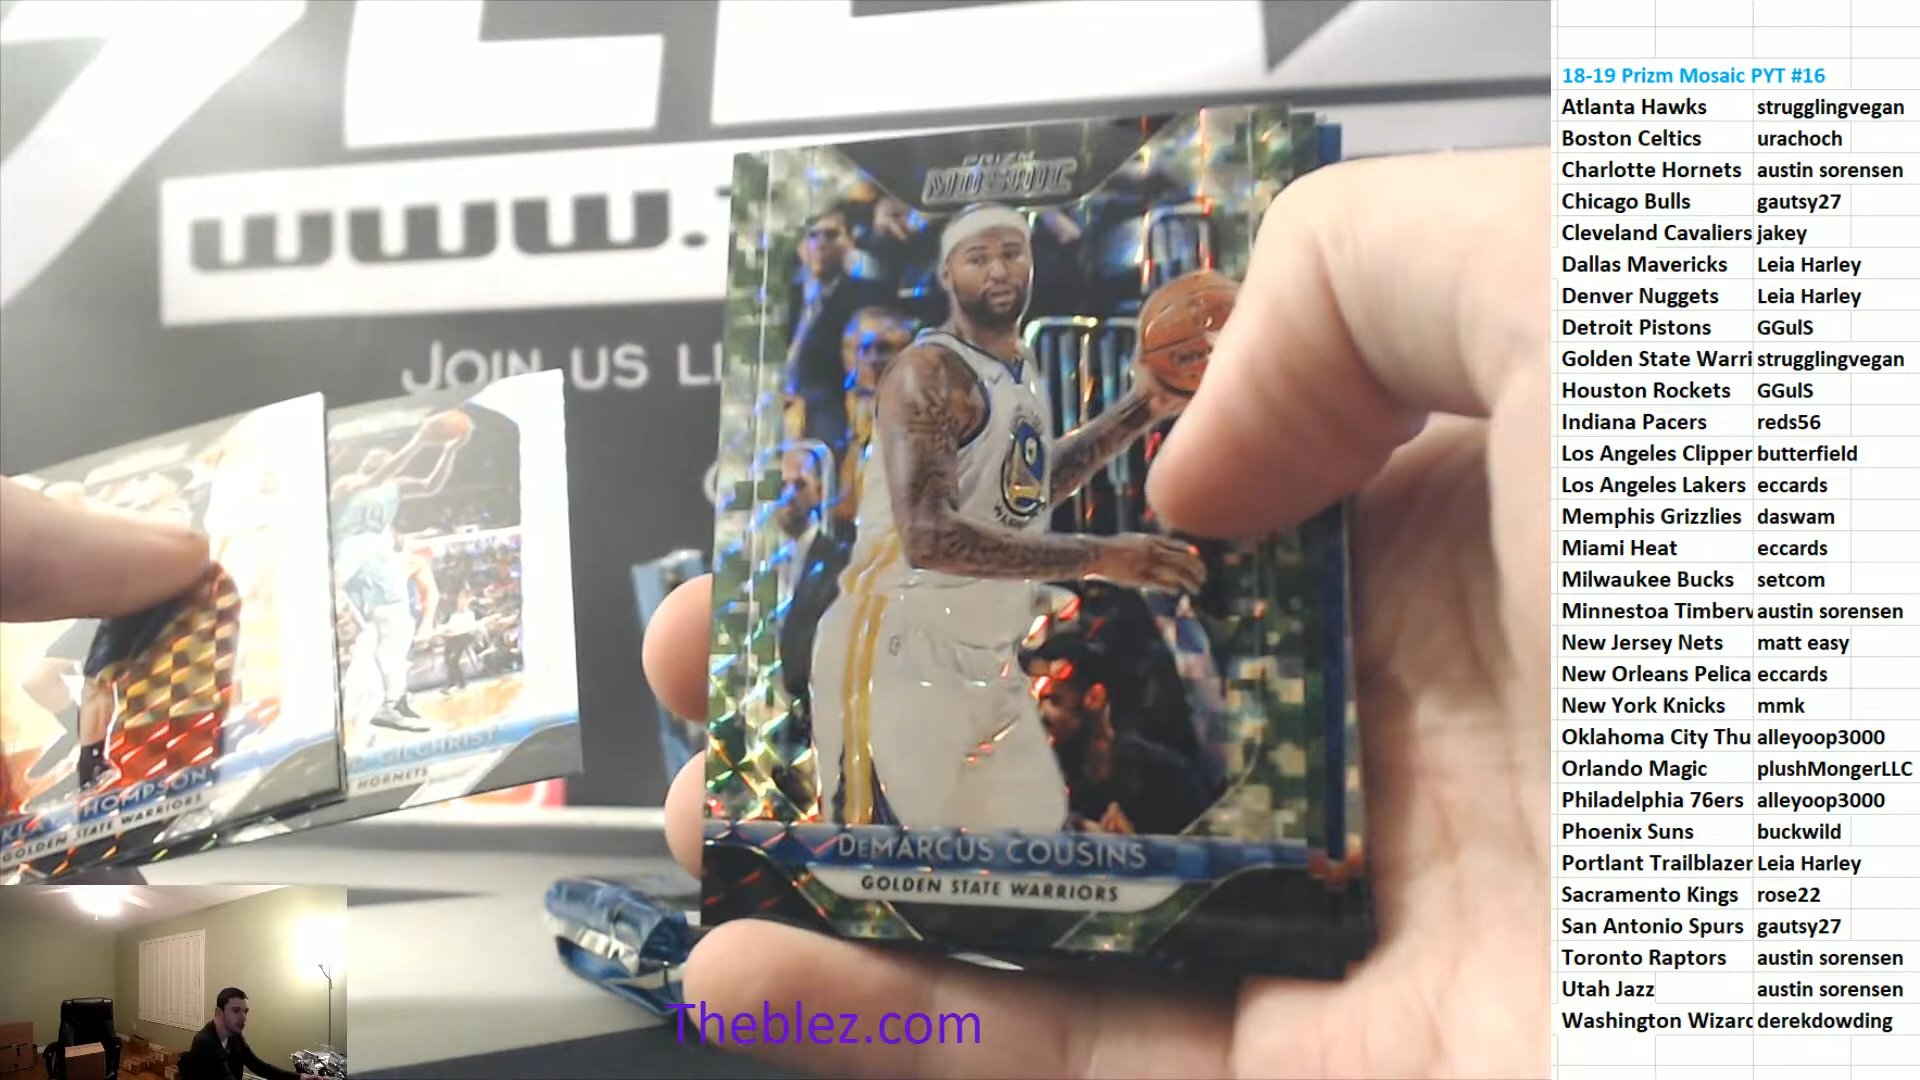 www.
JOIN US LI
PRIZM
MOSAIC
DEMARCUS COUSINS
GOLDEN STATE WARRIORS
KLAY THOMPSON
GOLDEN STATE WARRIORS
GILCHRIST
HORNETS
Theblez.com
18-19 Prizm Mosaic PYT #16
Atlanta Hawks strugglingvegan
Boston Celtics urachoch
Charlotte Hornets austin sorensen
Chicago Bulls gautsy27
Cleveland Cavaliers jakey
Dallas Mavericks Leia Harley
Denver Nuggets Leia Harley
Detroit Pistons GGulS
Golden State Warri strugglingvegan
Houston Rockets GGulS
Indiana Pacers reds56
Los Angeles Clipper butterfield
Los Angeles Lakers eccards
Memphis Grizzlies daswam
Miami Heat eccards
Milwaukee Bucks setcom
Minnestoa Timberv austin sorensen
New Jersey Nets matt easy
New Orleans Pelica eccards
New York Knicks mmk
Oklahoma City Thu alleyoop3000
Orlando Magic plushMongerLLC
Philadelphia 76ers alleyoop3000
Phoenix Suns buckwild
Portlant Trailblazer Leia Harley
Sacramento Kings rose22
San Antonio Spurs gautsy27
Toronto Raptors austin sorensen
Utah Jazz austin sorensen
Washington Wizard derekdowding